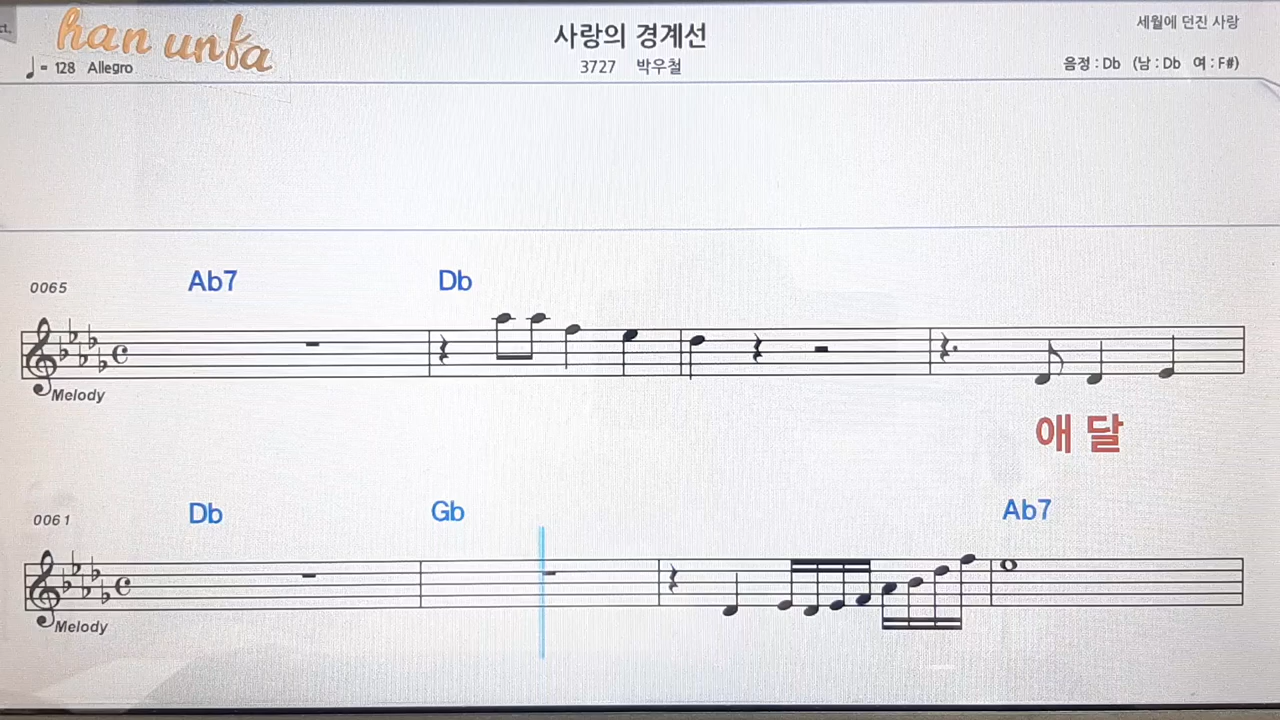 han unfa
사랑의 경계선
세월에 던진 사랑
♩= 128 Allegro
3727 박우철
음정 : Db (남 : Db 여 : F#)
0065 Ab7 Db
Melody
애 달
0061 Db Gb Ab7
Melody